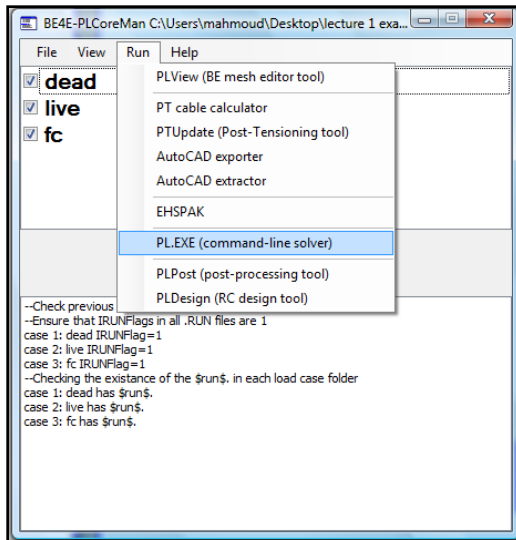 BE4E-PLCoreMan C:\Users\mahmoud\Desktop\lecture 1 exa...
File View Run Help
dead
live
fc
PLView (BE mesh editor tool)
PT cable calculator
PTUpdate (Post-Tensioning tool)
AutoCAD exporter
AutoCAD extractor
EHSPAK
PL.EXE (command-line solver)
PLPost (post-processing tool)
PLDesign (RC design tool)
--Check previous
--Ensure that IRUNFlags in all .RUN files are 1
case 1: dead IRUNFlag=1
case 2: live IRUNFlag=1
case 3: fc IRUNFlag=1
--Checking the existance of the $run$. in each load case folder
case 1: dead has $run$.
case 2: live has $run$.
case 3: fc has $run$.